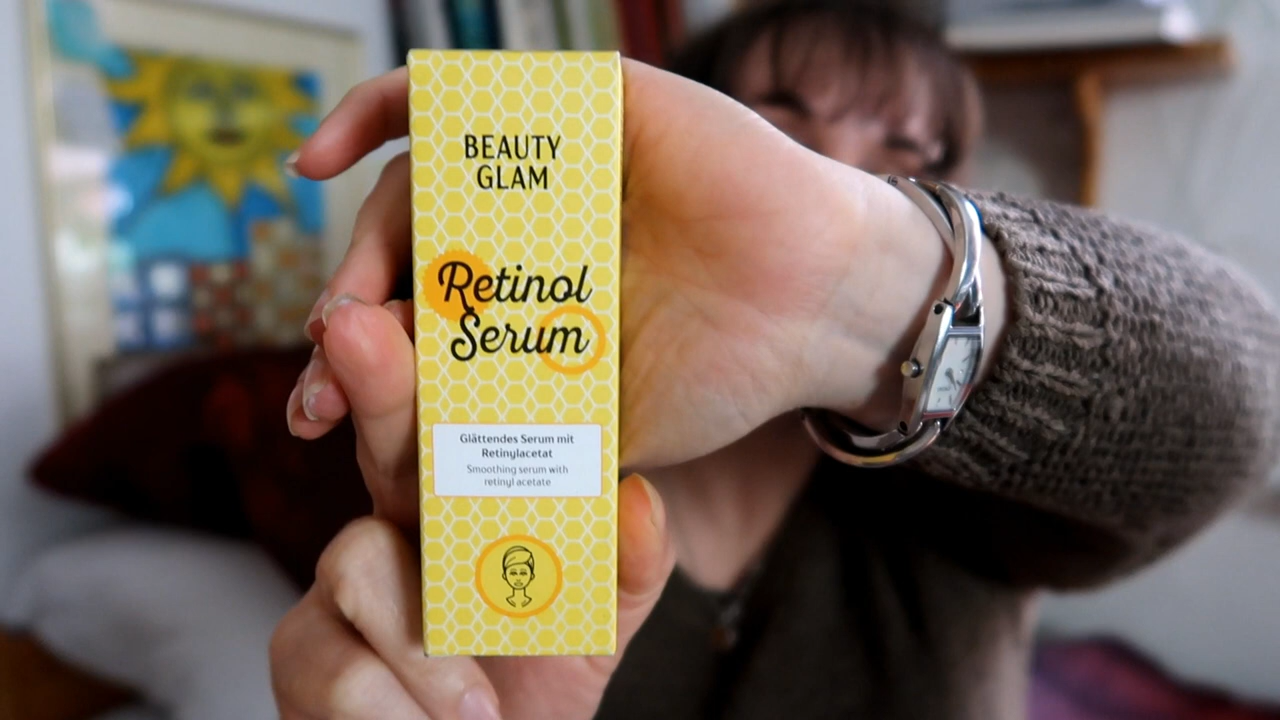 BEAUTY
GLAM
Retinol
Serum
Glättendes Serum mit
Retinylacetat
Smoothing serum with
retinyl acetate